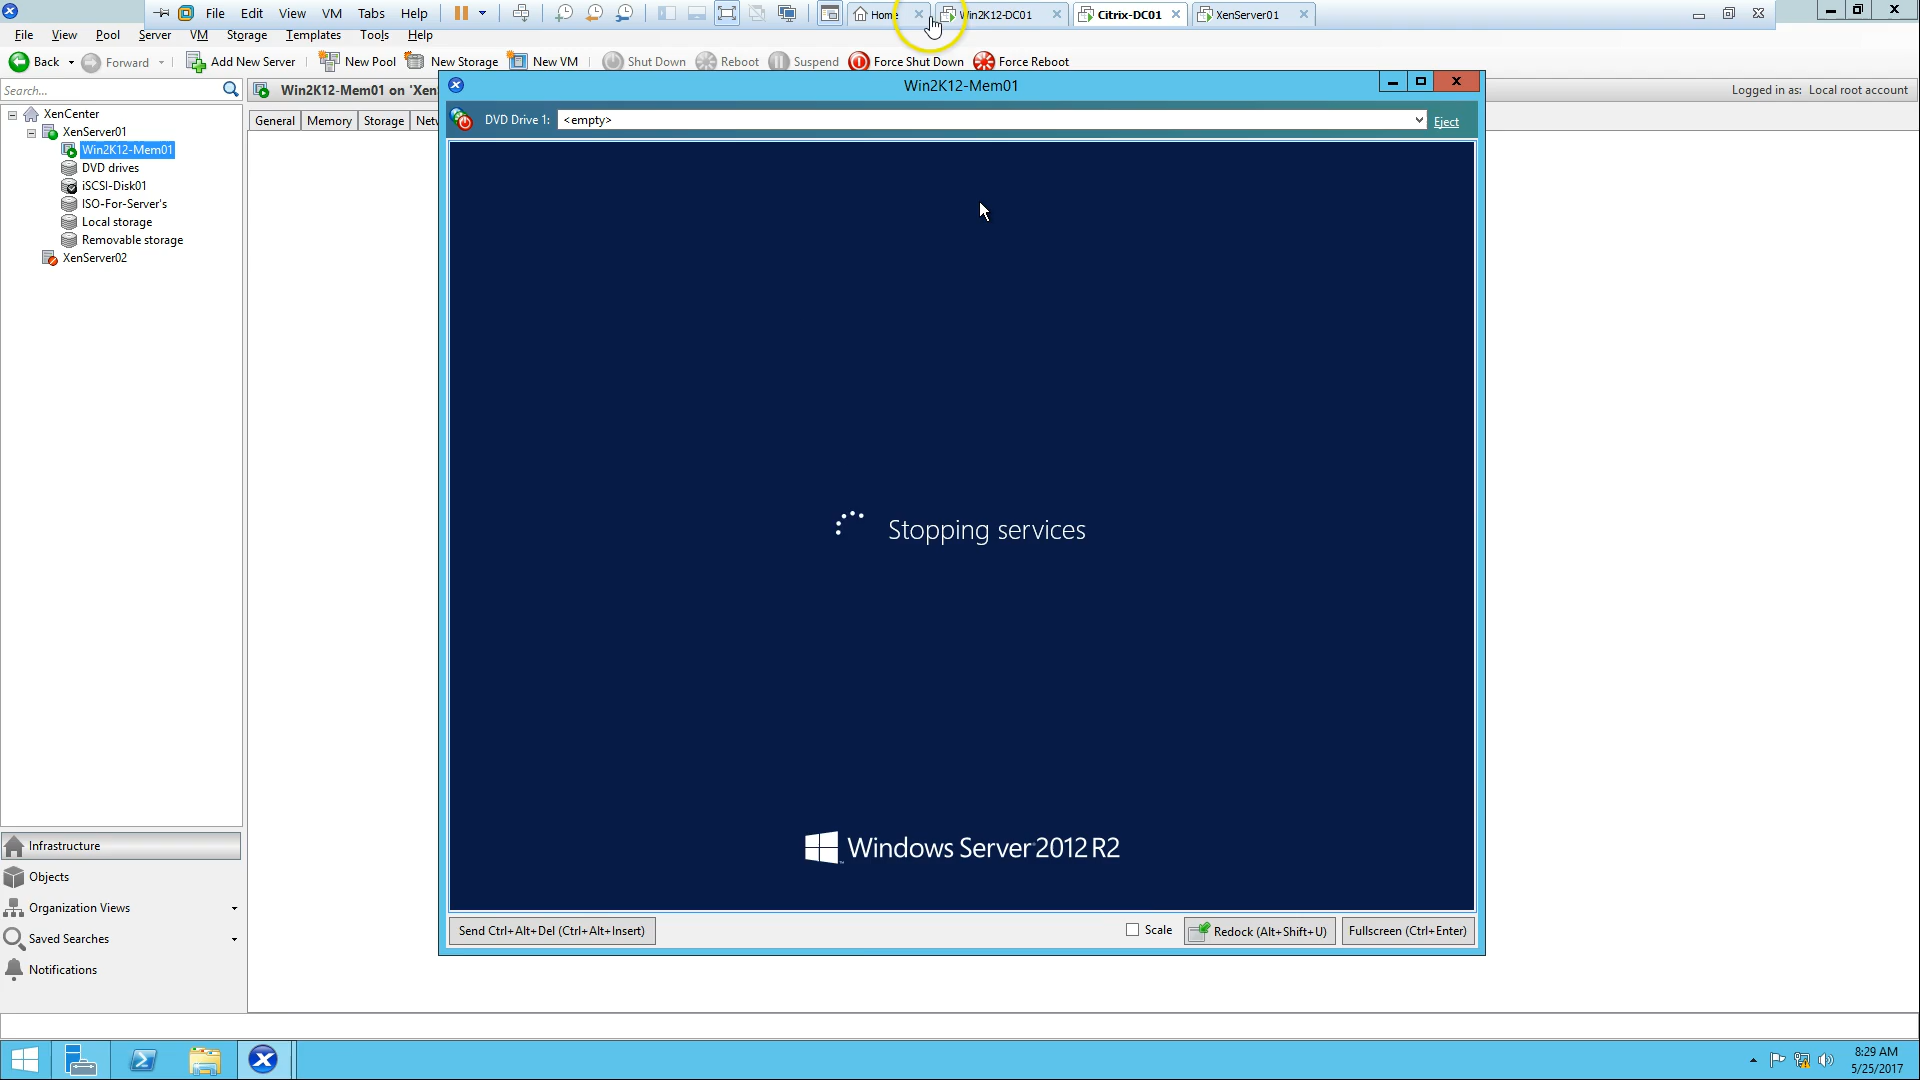 File Edit View VM Tabs Help
Home
Win2K12-DC01
Citrix-DC01
XenServer01
File View Pool Server VM Storage Templates Tools Help
Back Forward Add New Server New Pool New Storage New VM Shut Down Reboot Suspend Force Shut Down Force Reboot
Search...
Win2K12-Mem01 on 'Xen
Logged in as: Local root account
General Memory Storage Netw
XenCenter
XenServer01
Win2K12-Mem01
DVD drives
iSCSI-Disk01
ISO-For-Server's
Local storage
Removable storage
XenServer02
Win2K12-Mem01
DVD Drive 1: <empty> Eject
Stopping services
Windows Server 2012 R2
Send Ctrl+Alt+Del (Ctrl+Alt+Insert)
Scale
Redock (Alt+Shift+U)
Fullscreen (Ctrl+Enter)
Infrastructure
Objects
Organization Views
Saved Searches
Notifications
8:29 AM
5/25/2017